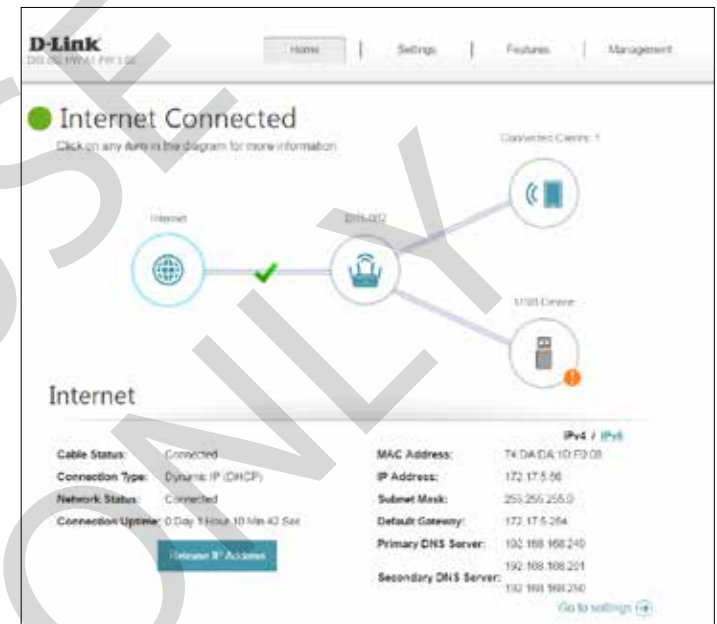 D-Link
Home | Settings | Features | Management
Internet Connected
Click on any item in the diagram for more information
Connected Clients: 1
Internet
USB Device
Internet
IPv4 / IPv6
Cable Status: Connected
MAC Address:
Connection Type: Dynamic IP (DHCP)
IP Address: 172.17.5.56
Network Status: Connected
Subnet Mask: 255.255.255.0
Connection Uptime: 0 Day 1 Hour 10 Min 42 Sec
Default Gateway: 172.17.5.254
Release IP Address
Primary DNS Server:
Secondary DNS Server:
Go to settings
ONLY